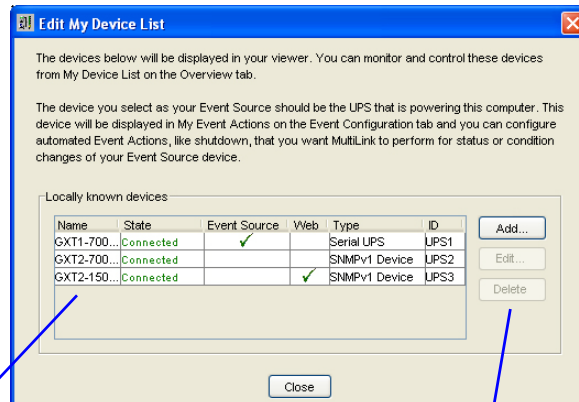 Edit My Device List
The devices below will be displayed in your viewer. You can monitor and control these devices
from My Device List on the Overview tab.
The device you select as your Event Source should be the UPS that is powering this computer. This
device will be displayed in My Event Actions on the Event Configuration tab and you can configure
automated Event Actions, like shutdown, that you want MultiLink to perform for status or condition
changes of your Event Source device.
Locally known devices
Name State Event Source Web Type ID
GXT1-700... Connected Serial UPS UPS1
GXT2-700... Connected SNMPv1 Device UPS2
GXT2-150... Connected SNMPv1 Device UPS3
Add...
Edit...
Delete
Close